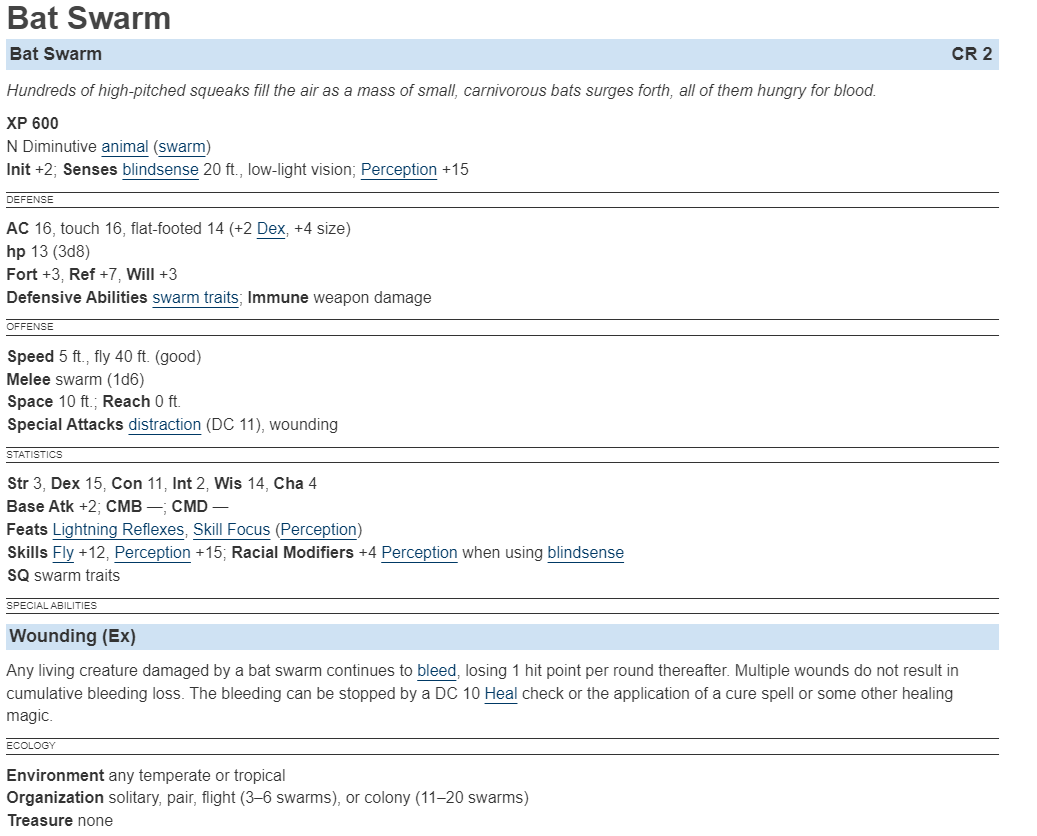 Bat Swarm
Bat Swarm CR 2
Hundreds of high-pitched squeaks fill the air as a mass of small, carnivorous bats surges forth, all of them hungry for blood.
XP 600
N Diminutive animal (swarm)
Init +2; Senses blindsense 20 ft., low-light vision; Perception +15
DEFENSE
AC 16, touch 16, flat-footed 14 (+2 Dex, +4 size)
hp 13 (3d8)
Fort +3, Ref +7, Will +3
Defensive Abilities swarm traits; Immune weapon damage
OFFENSE
Speed 5 ft., fly 40 ft. (good)
Melee swarm (1d6)
Space 10 ft.; Reach 0 ft.
Special Attacks distraction (DC 11), wounding
STATISTICS
Str 3, Dex 15, Con 11, Int 2, Wis 14, Cha 4
Base Atk +2; CMB —; CMD —
Feats Lightning Reflexes, Skill Focus (Perception)
Skills Fly +12, Perception +15; Racial Modifiers +4 Perception when using blindsense
SQ swarm traits
SPECIAL ABILITIES
Wounding (Ex)
Any living creature damaged by a bat swarm continues to bleed, losing 1 hit point per round thereafter. Multiple wounds do not result in
cumulative bleeding loss. The bleeding can be stopped by a DC 10 Heal check or the application of a cure spell or some other healing
magic.
ECOLOGY
Environment any temperate or tropical
Organization solitary, pair, flight (3–6 swarms), or colony (11–20 swarms)
Treasure none